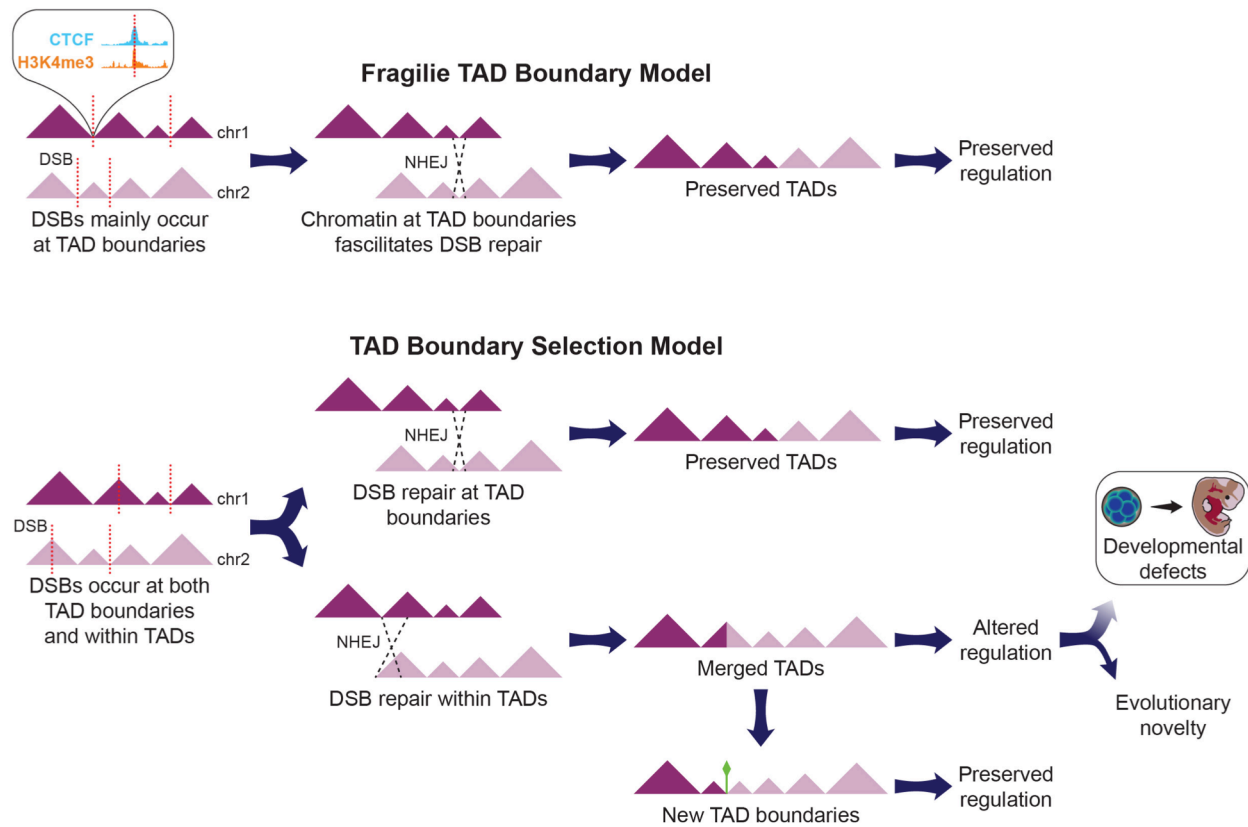 CTCF
H3K4me3
Fragilie TAD Boundary Model
chr1
DSB
chr2
DSBs mainly occur
at TAD boundaries
NHEJ
Chromatin at TAD boundaries
fascilitates DSB repair
Preserved TADs
Preserved
regulation
TAD Boundary Selection Model
chr1
DSB
chr2
DSBs occur at both
TAD boundaries
and within TADs
NHEJ
DSB repair at TAD
boundaries
Preserved TADs
Preserved
regulation
NHEJ
DSB repair within TADs
Merged TADs
Altered
regulation
Developmental
defects
Evolutionary
novelty
New TAD boundaries
Preserved
regulation